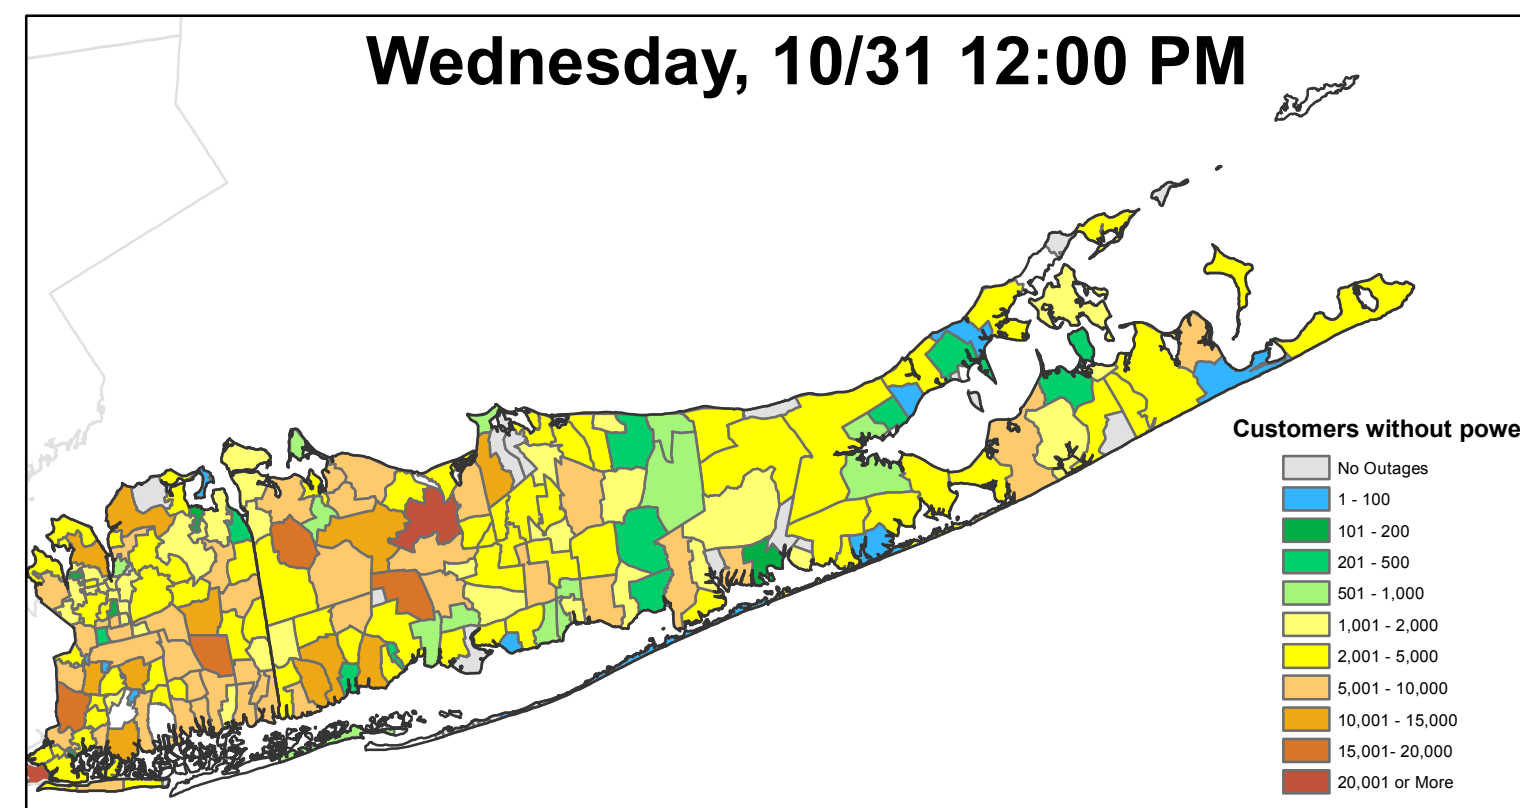 Wednesday, 10/31 12:00 PM
Customers without powe
No Outages
1 - 100
101 - 200
201 - 500
501 - 1,000
1,001 - 2,000
2,001 - 5,000
5,001 - 10,000
10,001 - 15,000
15,001- 20,000
20,001 or More